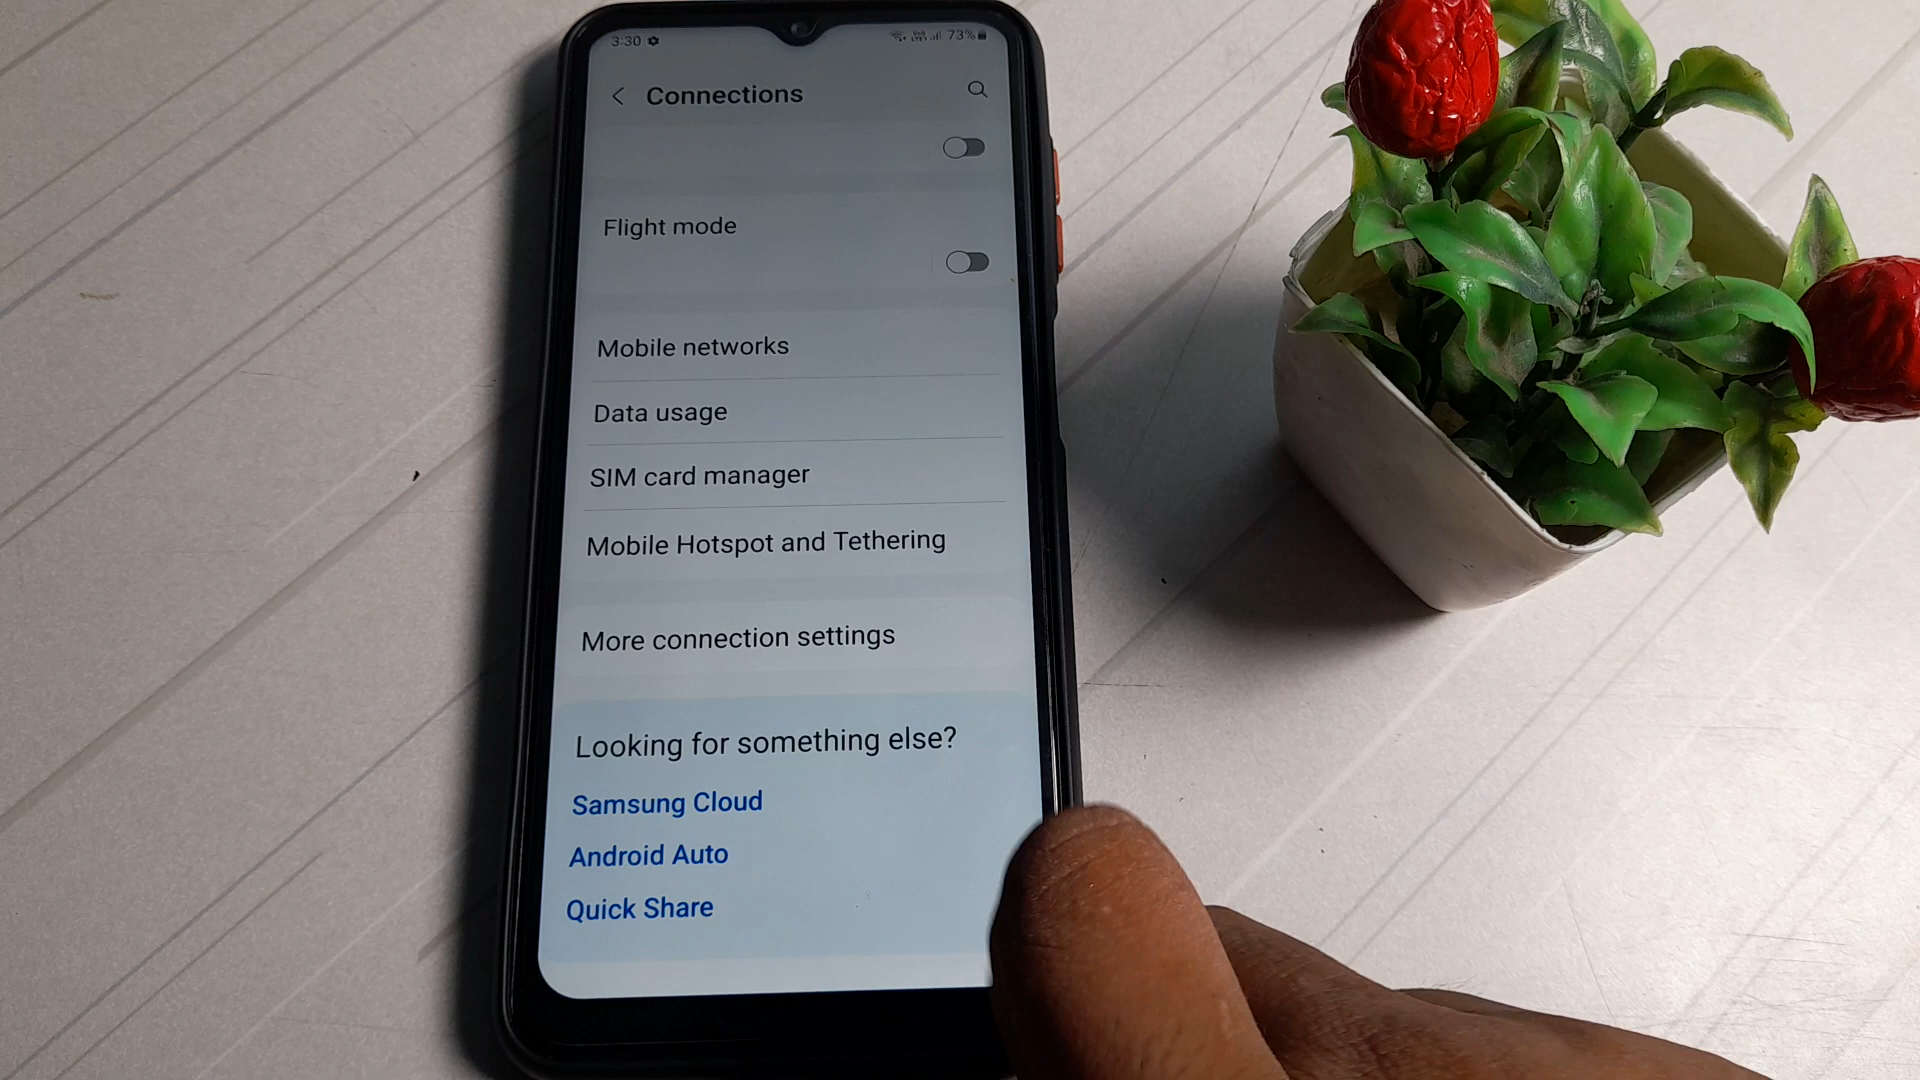 3:30 73%
Connections
Flight mode
Mobile networks
Data usage
SIM card manager
Mobile Hotspot and Tethering
More connection settings
Looking for something else?
Samsung Cloud
Android Auto
Quick Share